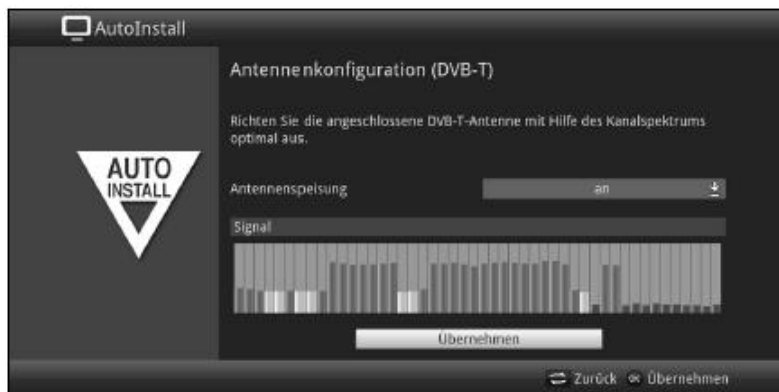 AutoInstall
Antennenkonfiguration (DVB-T)
Richten Sie die angeschlossene DVB-T-Antenne mit Hilfe des Kanalspektrums
optimal aus.
AUTO
INSTALL
Antennenspeisung an
Signal
Übernehmen
Zurück OK Übernehmen